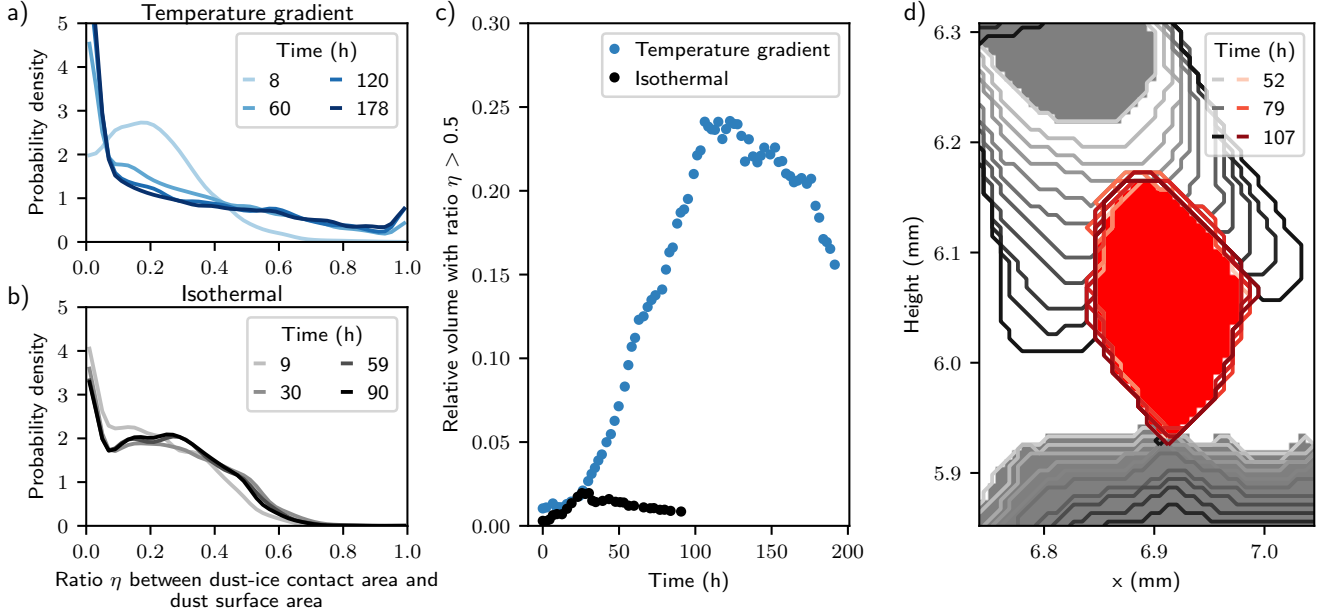 a)
Temperature gradient
Probability density
5
4
3
2
1
0
0.0 0.2 0.4 0.6 0.8 1.0
Time (h)
8 120
60 178
b)
Isothermal
Probability density
5
4
3
2
1
0
0.0 0.2 0.4 0.6 0.8 1.0
Time (h)
9 59
30 90
Ratio η between dust-ice contact area and
dust surface area
c)
Relative volume with ratio η > 0.5
0.30
0.25
0.20
0.15
0.10
0.05
0.00
0 50 100 150 200
Time (h)
Temperature gradient
Isothermal
d)
Height (mm)
6.3
6.2
6.1
6.0
5.9
6.8 6.9 7.0
x (mm)
Time (h)
52
79
107